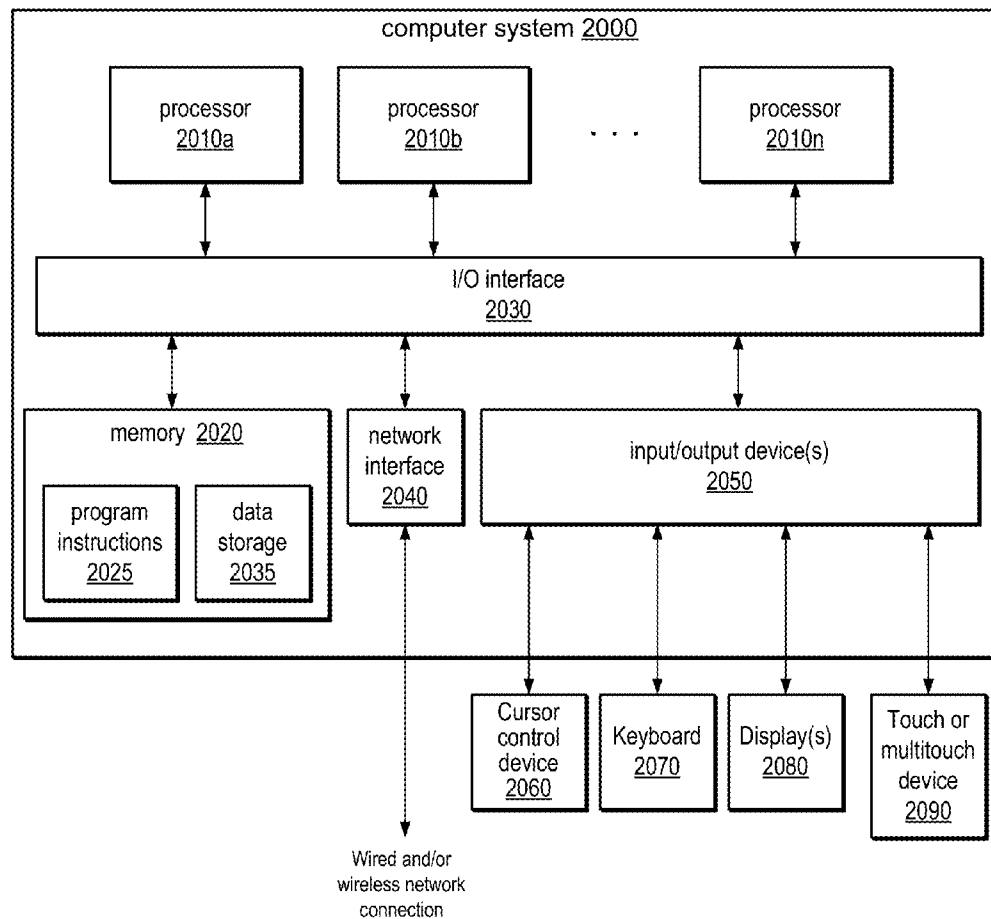 computer system 2000
processor
2010a
processor
2010b
. . .
processor
2010n
I/O interface
2030
memory 2020
program
instructions
2025
data
storage
2035
network
interface
2040
input/output device(s)
2050
Cursor
control
device
2060
Keyboard
2070
Display(s)
2080
Touch or
multitouch
device
2090
Wired and/or
wireless network
connection